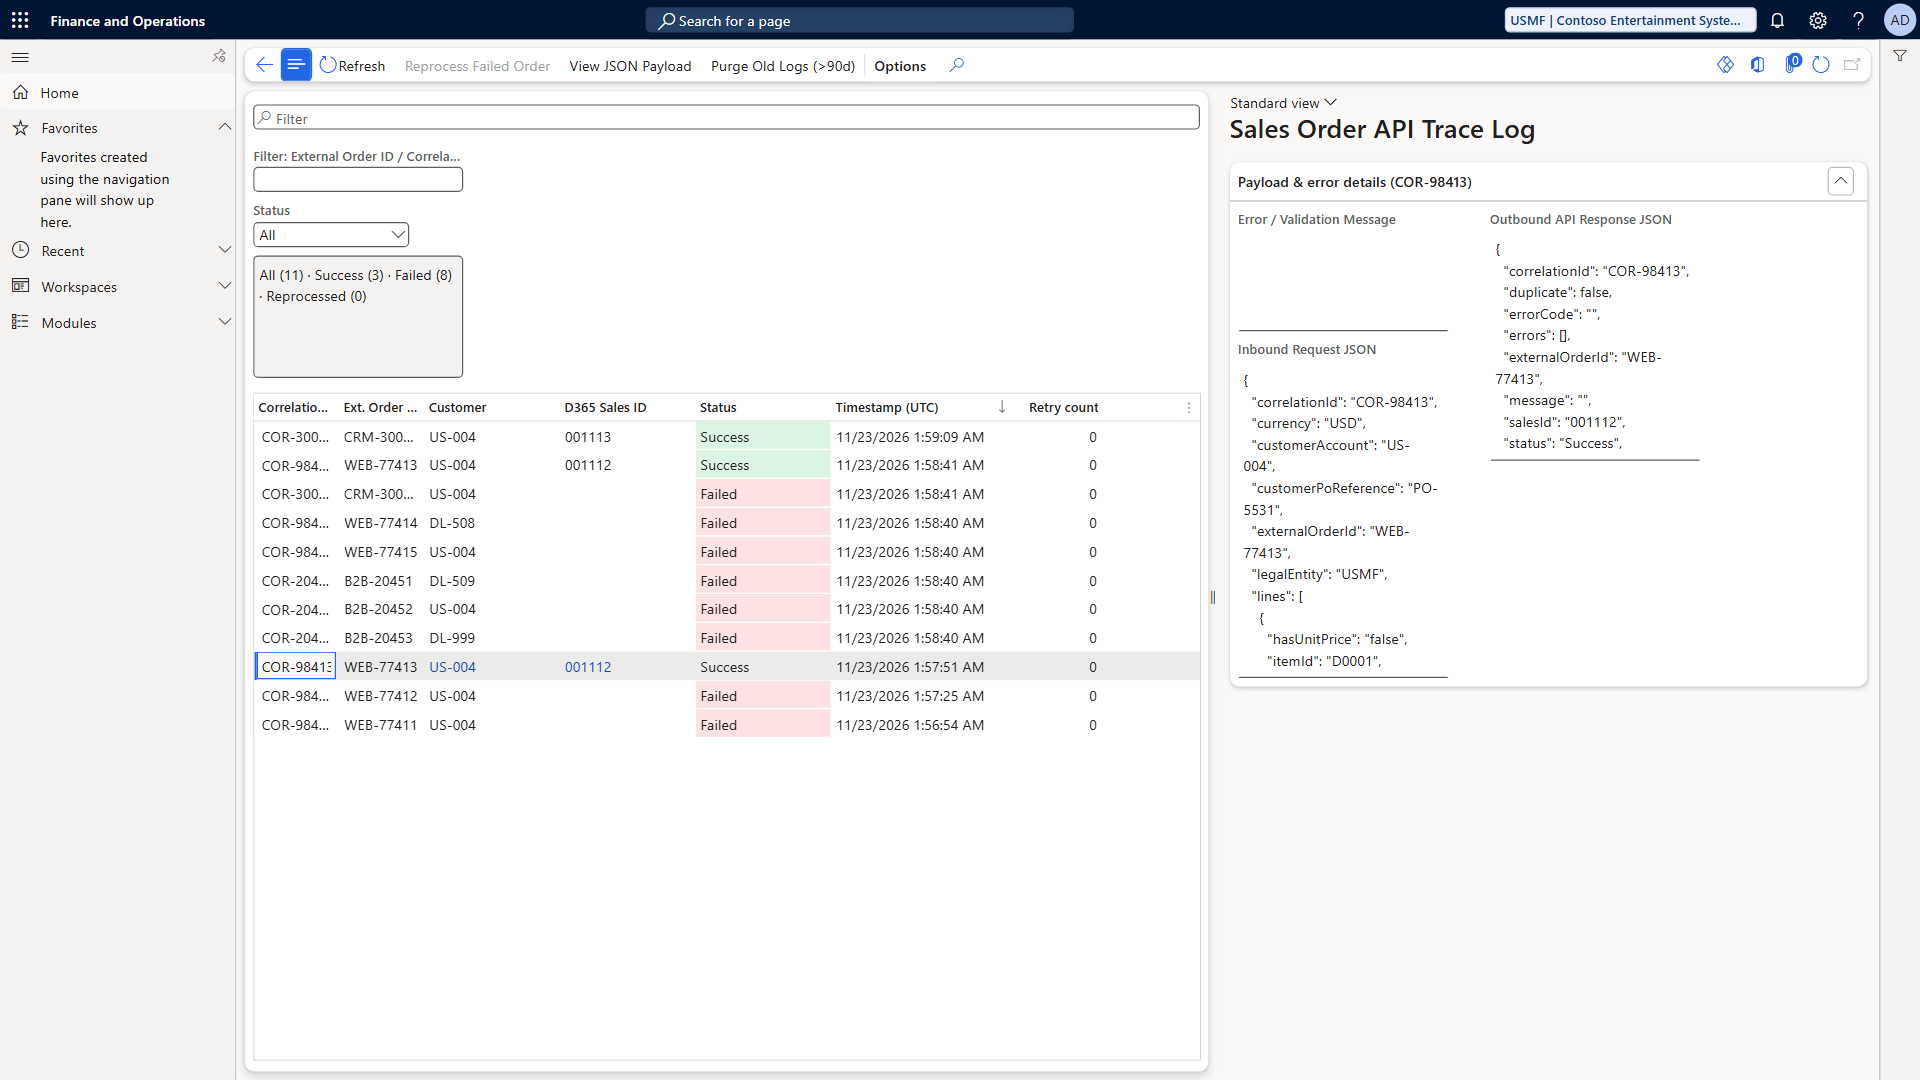 Finance and Operations
Search for a page
USMF | Contoso Entertainment Syste...
AD
Home
Favorites
Favorites created
using the navigation
pane will show up
here.
Recent
Workspaces
Modules
Refresh
Reprocess Failed Order
View JSON Payload
Purge Old Logs (>90d)
Options
0
Filter
Filter: External Order ID / Correla...
Status
All
All (11) · Success (3) · Failed (8)
· Reprocessed (0)
Correlatio... Ext. Order ... Customer D365 Sales ID Status Timestamp (UTC) Retry count
COR-300... CRM-300... US-004 001113 Success 11/23/2026 1:59:09 AM 0
COR-984... WEB-77413 US-004 001112 Success 11/23/2026 1:58:41 AM 0
COR-300... CRM-300... US-004 Failed 11/23/2026 1:58:41 AM 0
COR-984... WEB-77414 DL-508 Failed 11/23/2026 1:58:40 AM 0
COR-984... WEB-77415 US-004 Failed 11/23/2026 1:58:40 AM 0
COR-204... B2B-20451 DL-509 Failed 11/23/2026 1:58:40 AM 0
COR-204... B2B-20452 US-004 Failed 11/23/2026 1:58:40 AM 0
COR-204... B2B-20453 DL-999 Failed 11/23/2026 1:58:40 AM 0
COR-98413 WEB-77413 US-004 001112 Success 11/23/2026 1:57:51 AM 0
COR-984... WEB-77412 US-004 Failed 11/23/2026 1:57:25 AM 0
COR-984... WEB-77411 US-004 Failed 11/23/2026 1:56:54 AM 0
Standard view
Sales Order API Trace Log
Payload & error details (COR-98413)
Error / Validation Message
Inbound Request JSON
{
"correlationId": "COR-98413",
"currency": "USD",
"customerAccount": "US-
004",
"customerPoReference": "PO-
5531",
"externalOrderId": "WEB-
77413",
"legalEntity": "USMF",
"lines": [
{
"hasUnitPrice": "false",
"itemId": "D0001",
Outbound API Response JSON
{
"correlationId": "COR-98413",
"duplicate": false,
"errorCode": "",
"errors": [],
"externalOrderId": "WEB-
77413",
"message": "",
"salesId": "001112",
"status": "Success",